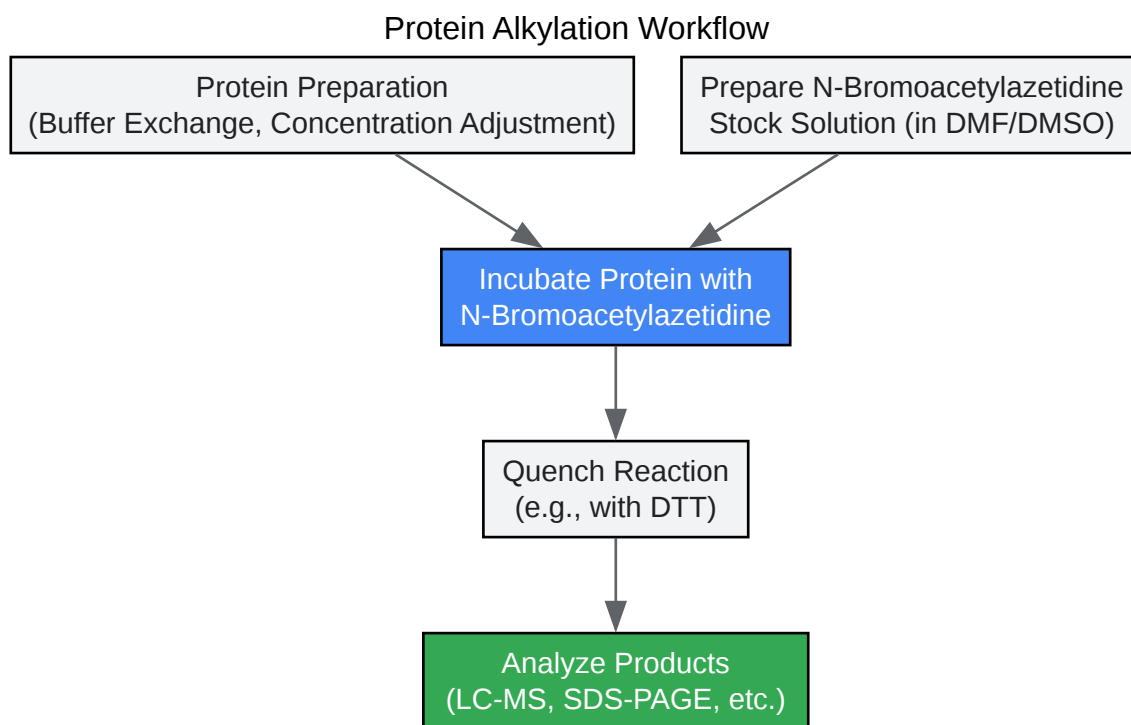 Protein Alkylation Workflow
Protein Preparation
(Buffer Exchange, Concentration Adjustment)
Prepare N-Bromoacetylazetidine
Stock Solution (in DMF/DMSO)
Incubate Protein with
N-Bromoacetylazetidine
Quench Reaction
(e.g., with DTT)
Analyze Products
(LC-MS, SDS-PAGE, etc.)